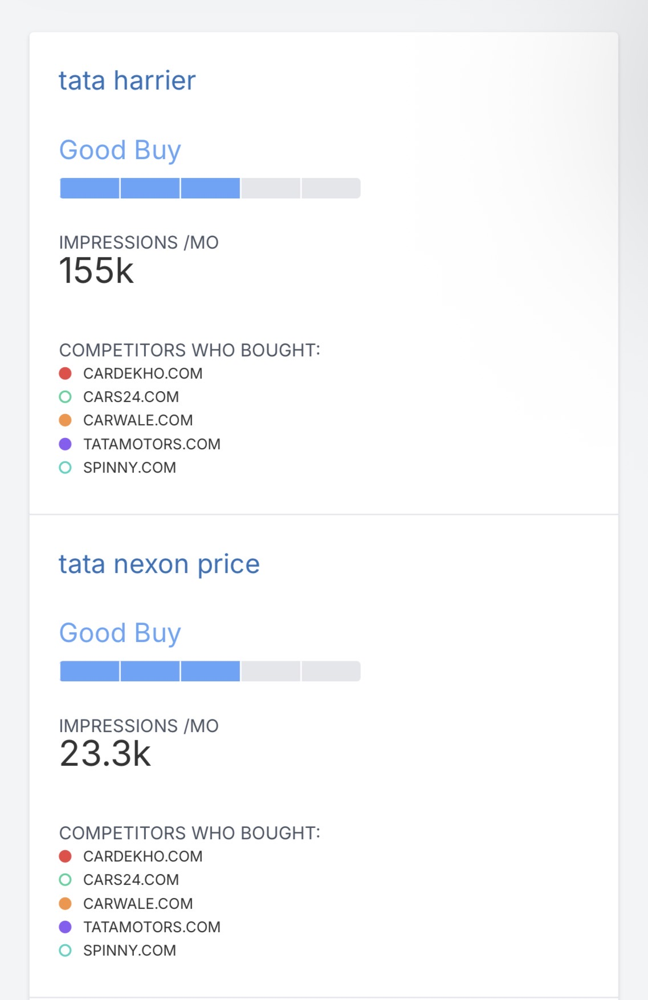 tata harrier
Good Buy
IMPRESSIONS /MO
155k
COMPETITORS WHO BOUGHT:
CARDEKHO.COM
CARS24.COM
CARWALE.COM
TATAMOTORS.COM
SPINNY.COM
tata nexon price
Good Buy
IMPRESSIONS /MO
23.3k
COMPETITORS WHO BOUGHT:
CARDEKHO.COM
CARS24.COM
CARWALE.COM
TATAMOTORS.COM
SPINNY.COM